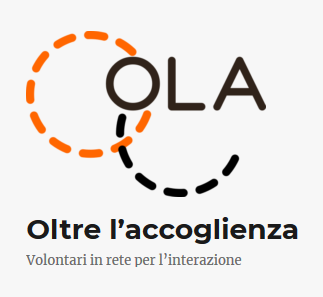 OLA
Oltre l’accoglienza
Volontari in rete per l’interazione